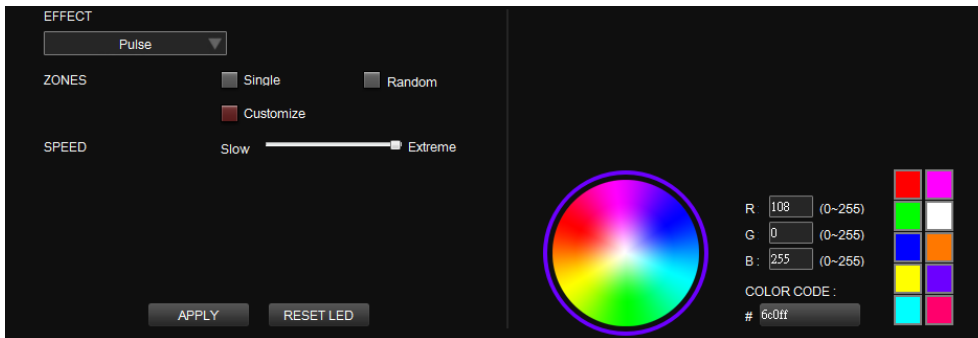 EFFECT
Pulse
ZONES
Single
Random
Customize
SPEED
Slow
Extreme
APPLY
RESET LED
R 108 (0~255)
G 0 (0~255)
B : 255 (0~255)
COLOR CODE :
# 6c0ff